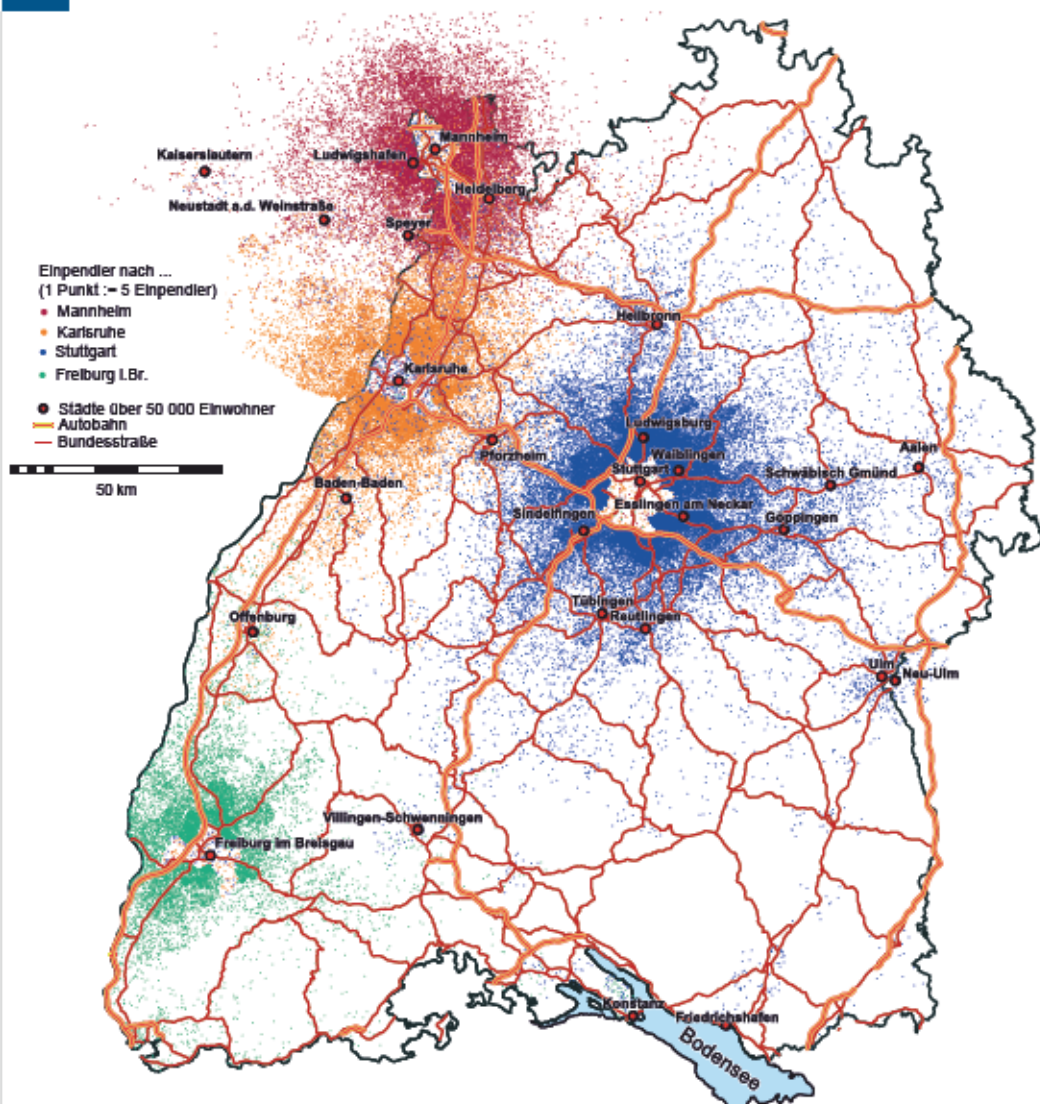 Mannheim
Kaiserslautern
Ludwigshafen
Heidelberg
Neustadt a.d. Weinstraße
Speyer
Einpendler nach ...
(1 Punkt := 5 Einpendler)
Mannheim
Karlsruhe
Stuttgart
Freiburg i.Br.
Städte über 50 000 Einwohner
Autobahn
Bundesstraße
50 km
Heilbronn
Karlsruhe
Ludwigsburg
Pforzheim
Waiblingen
Stuttgart
Aalen
Schwäbisch Gmünd
Baden-Baden
Sindelfingen
Esslingen am Neckar
Göppingen
Tübingen
Reutlingen
Offenburg
Ulm
Neu-Ulm
Villingen-Schwenningen
Freiburg im Breisgau
Konstanz
Friedrichshafen
Bodensee